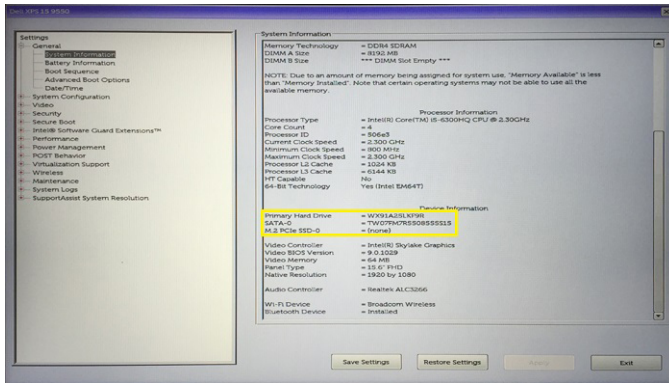 Dell XPS 15 9550
Settings
General
System Information
Battery Information
Boot Sequence
Advanced Boot Options
Date/Time
System Configuration
Video
Security
Secure Boot
Intel® Software Guard Extensions™
Performance
Power Management
POST Behavior
Virtualization Support
Wireless
Maintenance
System Logs
SupportAssist System Resolution
System Information
Memory Technology = DDR4 SDRAM
DIMM A Size = 8192 MB
DIMM B Size *** DIMM Slot Empty ***
NOTE: Due to an amount of memory being assigned for system use, "Memory Available" is less
than "Memory Installed". Note that certain operating systems may not be able to use all the
available memory.
Processor Information
Processor Type = Intel(R) Core(TM) i5-6300HQ CPU @ 2.30GHz
Core Count = 4
Processor ID = 506e3
Current Clock Speed = 2.300 GHz
Minimum Clock Speed = 800 MHz
Maximum Clock Speed = 2.300 GHz
Processor L2 Cache = 1024 KB
Processor L3 Cache = 6144 KB
HT Capable No
64-Bit Technology Yes (Intel EM64T)
Device Information
Primary Hard Drive = WX91A25LKF9R
SATA-0 = TW07FM7R5508555515
M.2 PCIe SSD-0 = (none)
Video Controller = Intel(R) Skylake Graphics
Video BIOS Version = 9.0.1029
Video Memory = 64 MB
Panel Type = 15.6" FHD
Native Resolution = 1920 by 1080
Audio Controller = Realtek ALC3266
Wi-Fi Device = Broadcom Wireless
Bluetooth Device = Installed
Save Settings
Restore Settings
Apply
Exit